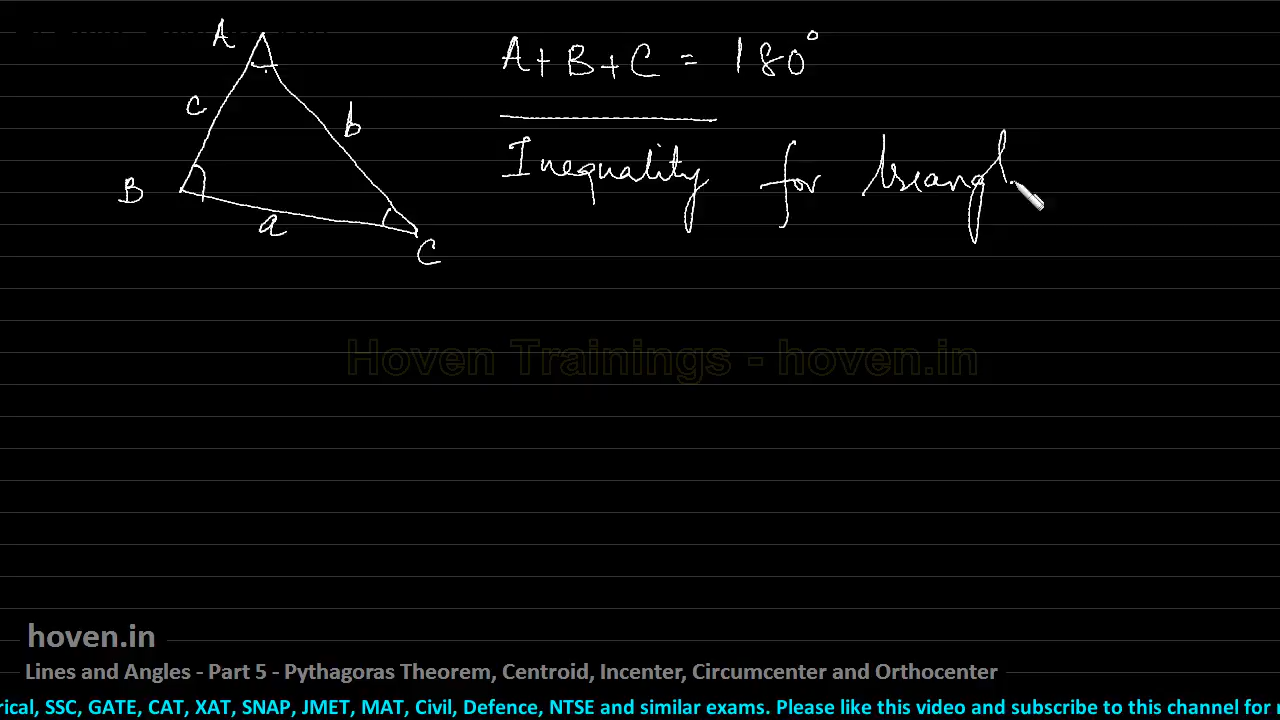 A
A + B + C = 180°
c
b
Inequality for triangl
B
a
C
Hoven Trainings - hoven.in
hoven.in
Lines and Angles - Part 5 - Pythagoras Theorem, Centroid, Incenter, Circumcenter and Orthocenter
rical, SSC, GATE, CAT, XAT, SNAP, JMET, MAT, Civil, Defence, NTSE and similar exams. Please like this video and subscribe to this channel for